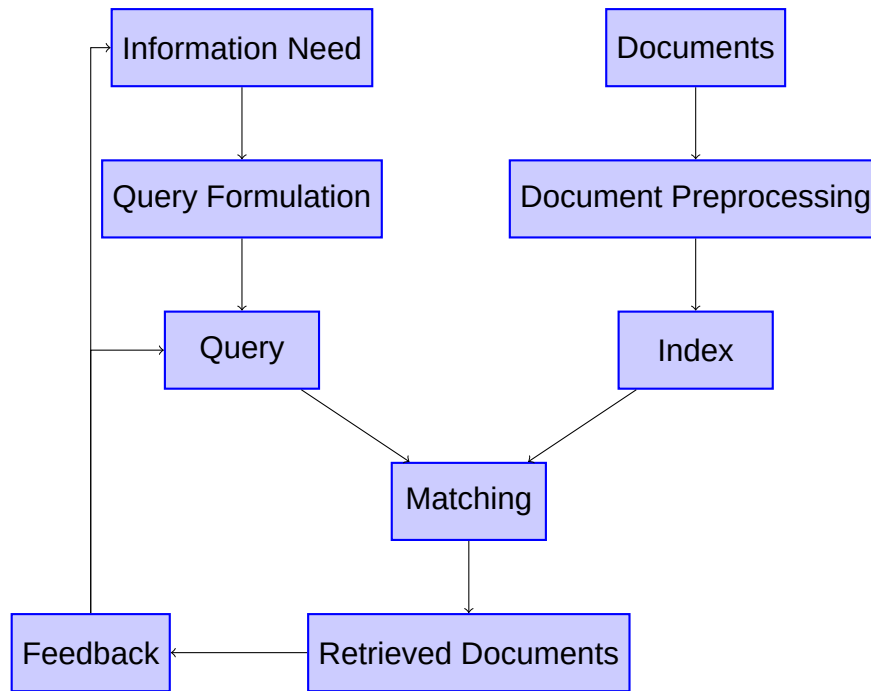 Information Need
Documents
Query Formulation
Document Preprocessing
Query
Index
Matching
Feedback
Retrieved Documents